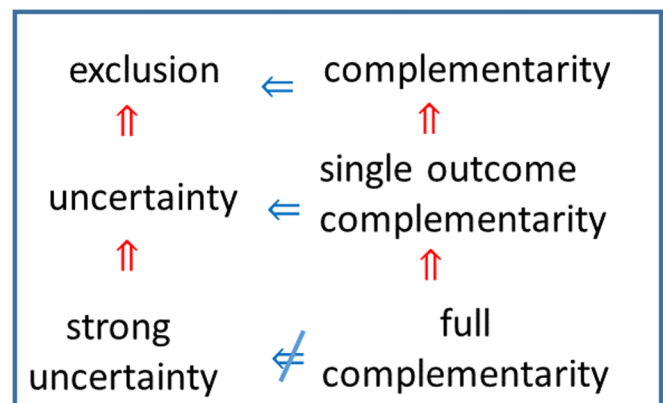 exclusion ⇐ complementarity
⇑ ⇑
single outcome
uncertainty ⇐ complementarity
⇑ ⇑
strong full
uncertainty ⇍ complementarity